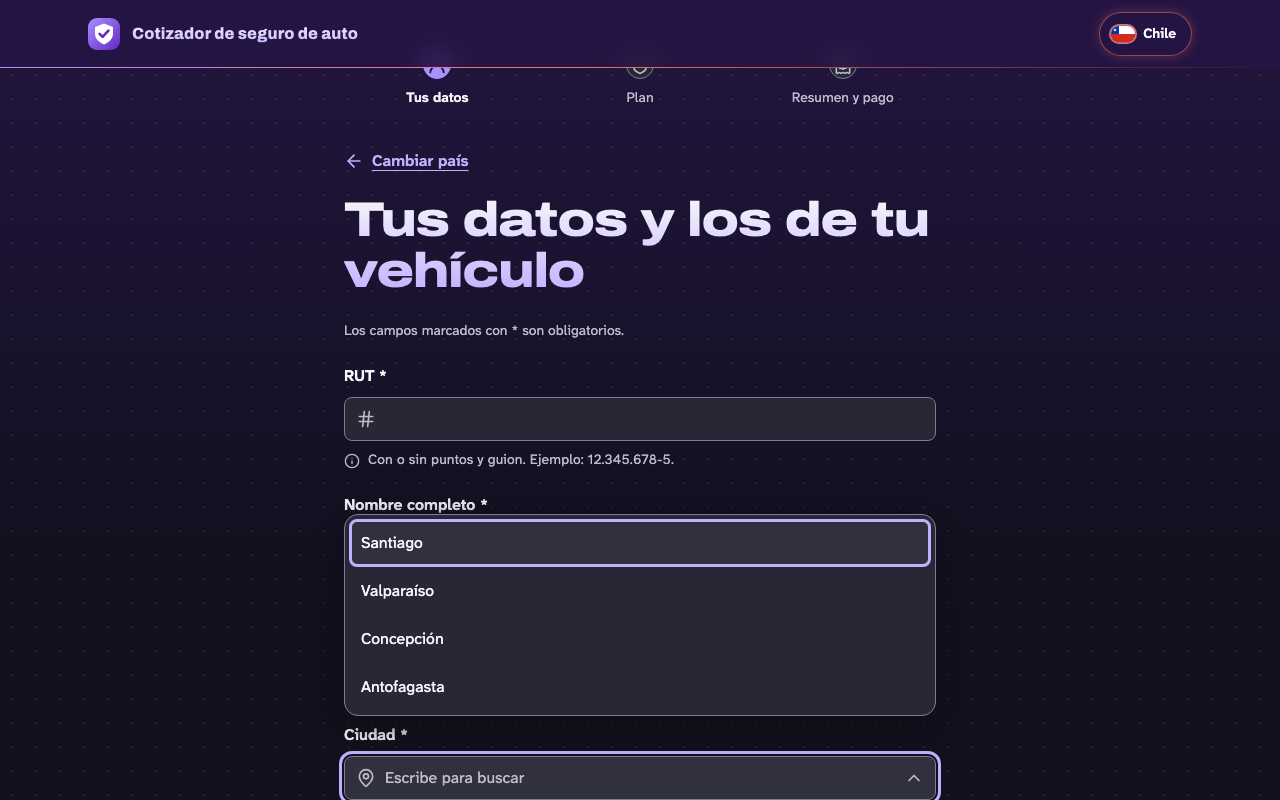 Cotizador de seguro de auto
Chile
Tus datos
Plan
Resumen y pago
Cambiar país
Tus datos y los de tu
vehículo
Los campos marcados con * son obligatorios.
RUT *
#
Con o sin puntos y guion. Ejemplo: 12.345.678-5.
Nombre completo *
Santiago
Valparaíso
Concepción
Antofagasta
Ciudad *
Escribe para buscar